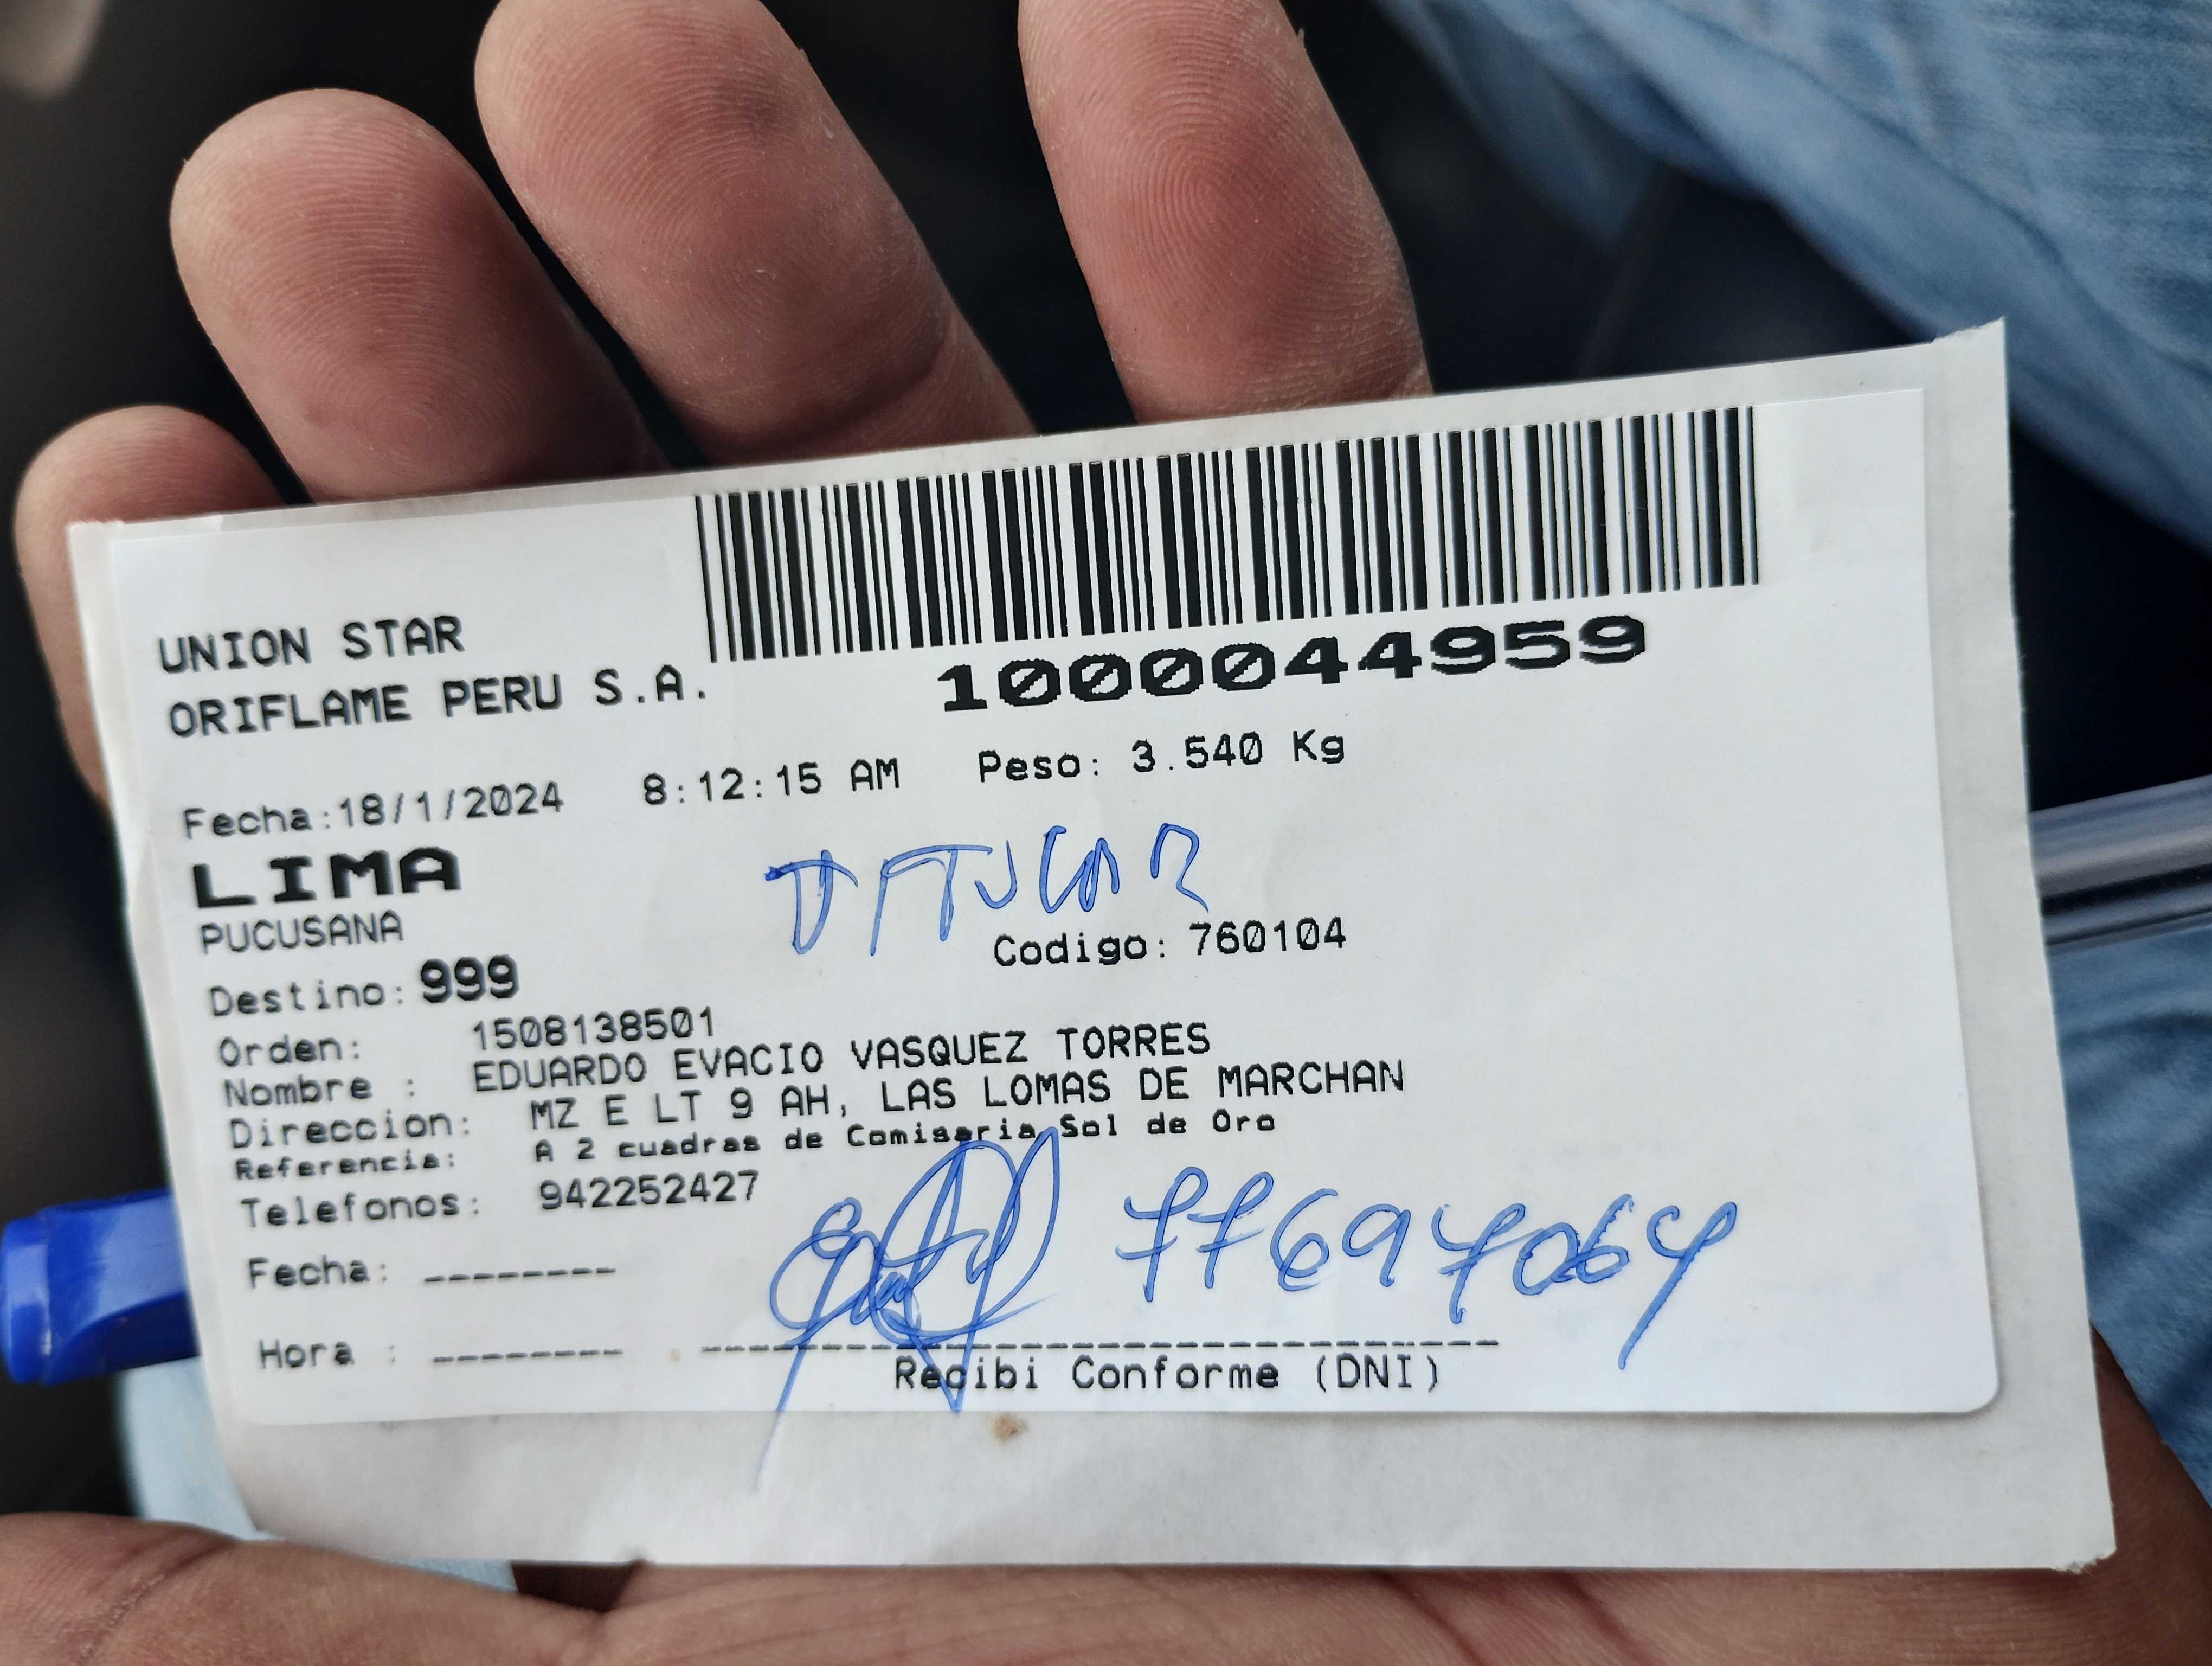 UNION STAR
ORIFLAME PERU S.A.
1000044959
Fecha:18/1/2024 8:12:15 AM Peso: 3.540 Kg
LIMA
TITULAR
PUCUSANA
Codigo: 760104
Destino: 999
Orden: 1508138501
Nombre : EDUARDO EVACIO VASQUEZ TORRES
Direccion: MZ E LT 9 AH, LAS LOMAS DE MARCHAN
Referencia: A 2 cuadras de Comisaria Sol de Oro
Telefonos: 942252427
77697064
Fecha: --------
Hora : --------
Recibi Conforme (DNI)